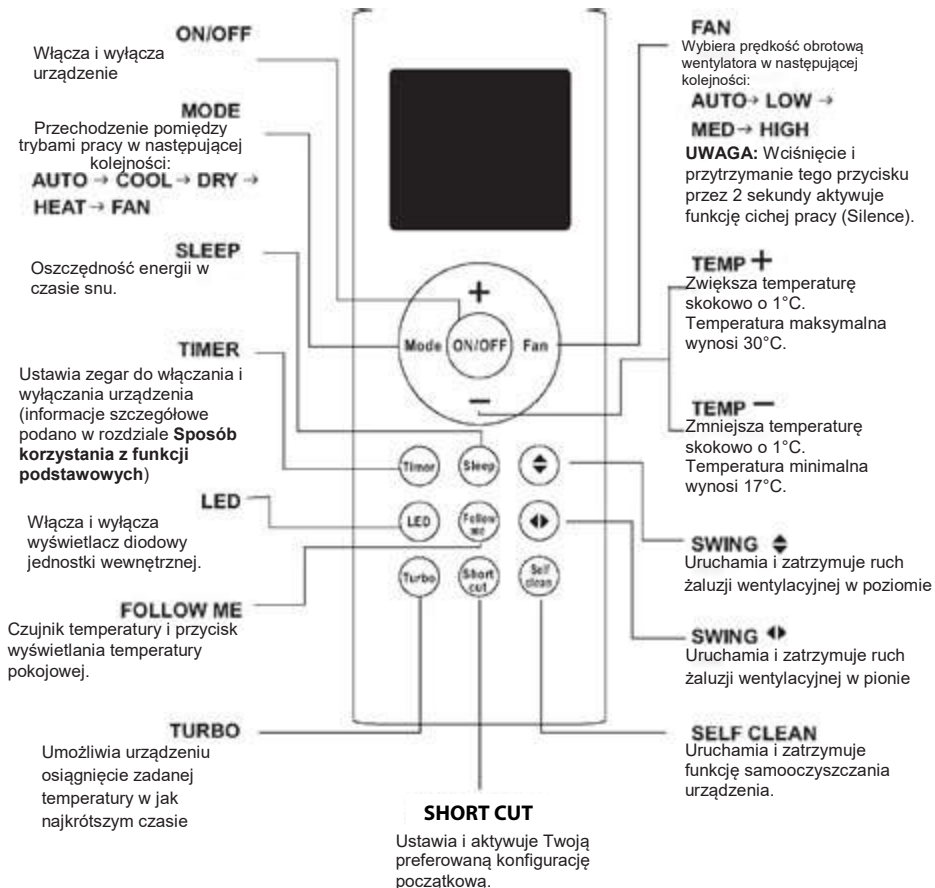 ON/OFF
Włącza i wyłącza
urządzenie
MODE
Przechodzenie pomiędzy
trybami pracy w następującej
kolejności:
AUTO → COOL → DRY →
HEAT → FAN
SLEEP
Oszczędność energii w
czasie snu.
TIMER
Ustawia zegar do włączania i
wyłączania urządzenia
(informacje szczegółowe
podano w rozdziale Sposób
korzystania z funkcji
podstawowych)
LED
Włącza i wyłącza
wyświetlacz diodowy
jednostki wewnętrznej.
FOLLOW ME
Czujnik temperatury i przycisk
wyświetlania temperatury
pokojowej.
TURBO
Umożliwia urządzeniu
osiągnięcie zadanej
temperatury w jak
najkrótszym czasie
+
Mode ON/OFF Fan
−
Timer Sleep
LED Follow
me
Turbo Short
cut Self
clean
SHORT CUT
Ustawia i aktywuje Twoją
preferowaną konfigurację
początkową.
FAN
Wybiera prędkość obrotową
wentylatora w następującej
kolejności:
AUTO → LOW →
MED → HIGH
UWAGA: Wciśnięcie i
przytrzymanie tego przycisku
przez 2 sekundy aktywuje
funkcję cichej pracy (Silence).
TEMP +
Zwiększa temperaturę
skokowo o 1°C.
Temperatura maksymalna
wynosi 30°C.
TEMP −
Zmniejsza temperaturę
skokowo o 1°C.
Temperatura minimalna
wynosi 17°C.
SWING
Uruchamia i zatrzymuje ruch
żaluzji wentylacyjnej w poziomie
SWING
Uruchamia i zatrzymuje ruch
żaluzji wentylacyjnej w pionie
SELF CLEAN
Uruchamia i zatrzymuje
funkcję samooczyszczania
urządzenia.